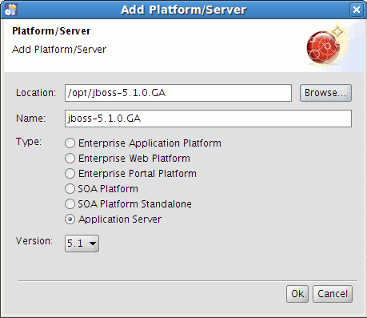 Add Platform/Server
Platform/Server
Add Platform/Server
Location: /opt/jboss-5.1.0.GA Browse...
Name: jboss-5.1.0.GA
Type: Enterprise Application Platform
Enterprise Web Platform
Enterprise Portal Platform
SOA Platform
SOA Platform Standalone
Application Server
Version: 5.1
Ok Cancel